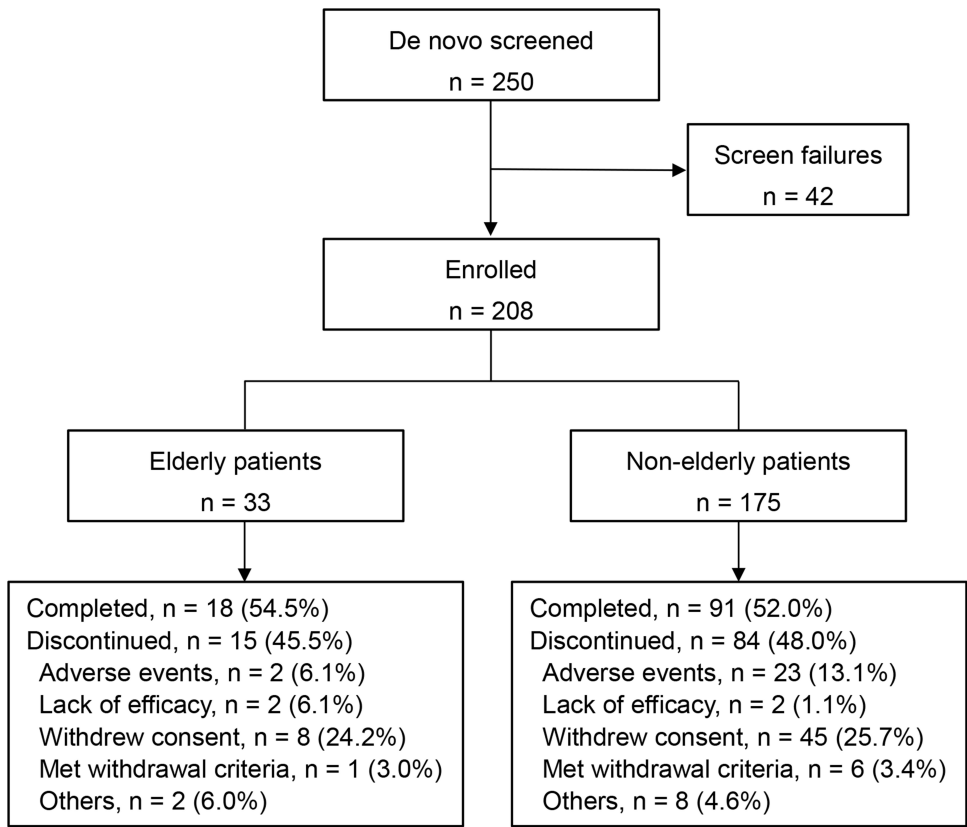 De novo screened
n = 250
Screen failures
n = 42
Enrolled
n = 208
Elderly patients
n = 33
Non-elderly patients
n = 175
Completed, n = 18 (54.5%)
Discontinued, n = 15 (45.5%)
Adverse events, n = 2 (6.1%)
Lack of efficacy, n = 2 (6.1%)
Withdrew consent, n = 8 (24.2%)
Met withdrawal criteria, n = 1 (3.0%)
Others, n = 2 (6.0%)
Completed, n = 91 (52.0%)
Discontinued, n = 84 (48.0%)
Adverse events, n = 23 (13.1%)
Lack of efficacy, n = 2 (1.1%)
Withdrew consent, n = 45 (25.7%)
Met withdrawal criteria, n = 6 (3.4%)
Others, n = 8 (4.6%)